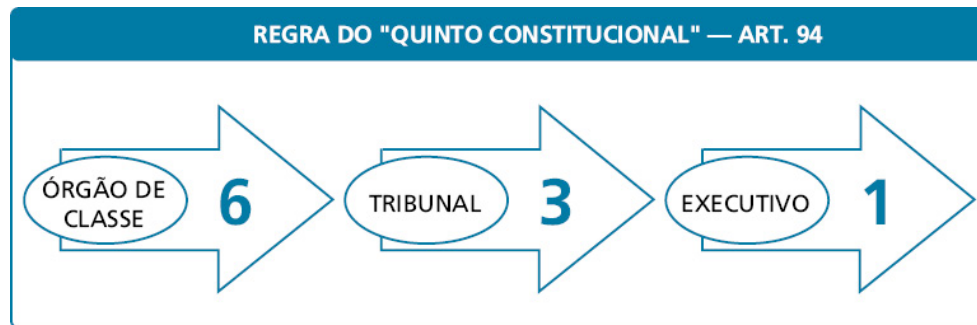 REGRA DO "QUINTO CONSTITUCIONAL" — ART. 94
ÓRGÃO DE
CLASSE
6
TRIBUNAL
3
EXECUTIVO
1